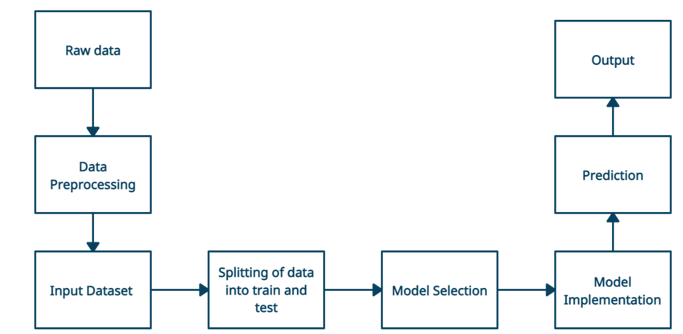 Raw data
Data
Preprocessing
Input Dataset
Splitting of data
into train and
test
Model Selection
Model
Implementation
Prediction
Output